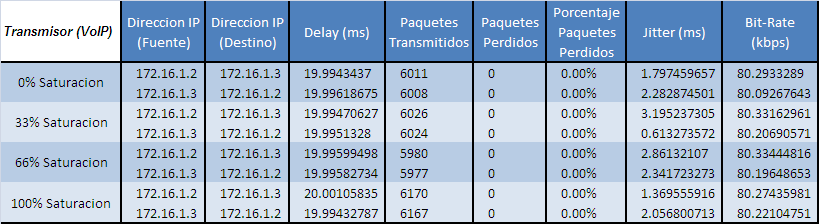 Transmisor (VoIP) Direccion IP (Fuente) Direccion IP (Destino) Delay (ms) Paquetes Transmitidos Paquetes Perdidos Porcentaje Paquetes Perdidos Jitter (ms) Bit-Rate (kbps)
0% Saturacion 172.16.1.2 172.16.1.3 19.9943437 6011 0 0.00% 1.797459657 80.2933289
172.16.1.3 172.16.1.2 19.99618675 6008 0 0.00% 2.282874501 80.09267643
33% Saturacion 172.16.1.2 172.16.1.3 19.99470627 6026 0 0.00% 3.195237305 80.33162961
172.16.1.3 172.16.1.2 19.9951328 6024 0 0.00% 0.613273572 80.20690571
66% Saturacion 172.16.1.2 172.16.1.3 19.99599498 5980 0 0.00% 2.86132107 80.33444816
172.16.1.3 172.16.1.2 19.99582734 5977 0 0.00% 2.341723273 80.19648653
100% Saturacion 172.16.1.2 172.16.1.3 20.00105835 6170 0 0.00% 1.369555916 80.27435981
172.16.1.3 172.16.1.2 19.99432787 6167 0 0.00% 2.056800713 80.22104751